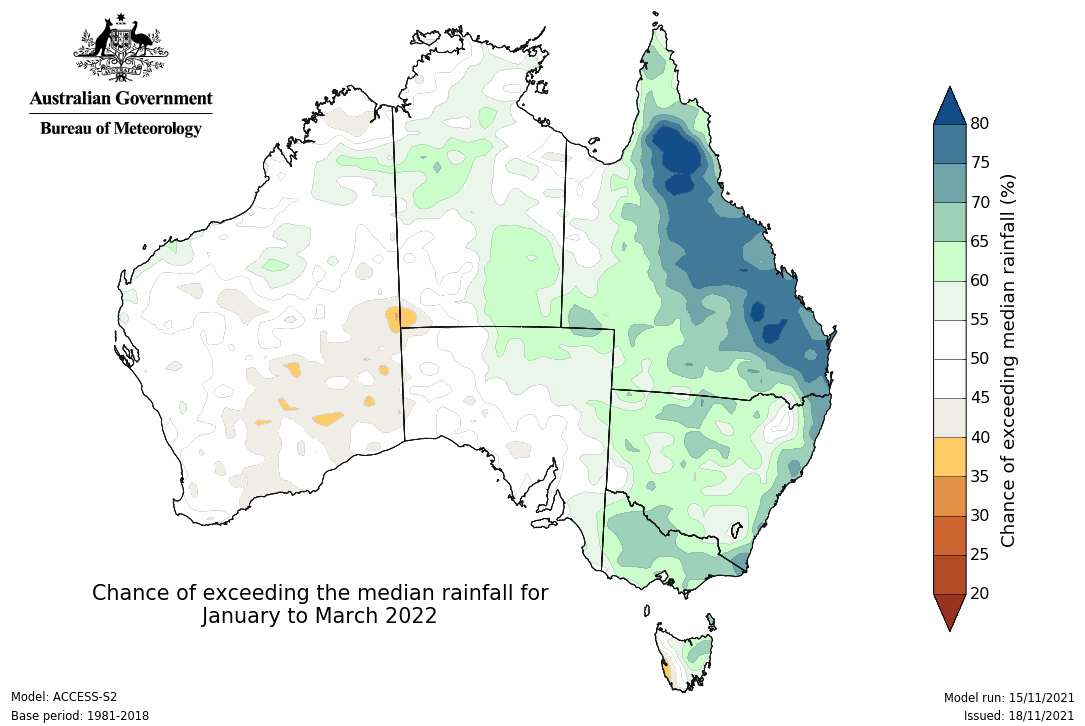 AUSTRALIA
Australian Government
Bureau of Meteorology
80
75
70
65
60
55
50
45
40
35
30
25
20
Chance of exceeding median rainfall (%)
Chance of exceeding the median rainfall for
January to March 2022
Model: ACCESS-S2
Base period: 1981-2018
Model run: 15/11/2021
Issued: 18/11/2021